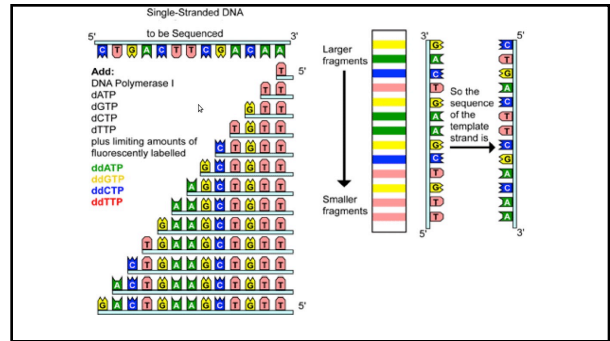 Single-Stranded DNA
to be Sequenced
5' 3'
C T G A C T T C G A C A A
T 5'
T T
G T T
T G T T
C T G T T
G C T G T T
A G C T G T T
A A G C T G T T
G A A G C T G T T
T G A A G C T G T T
C T G A A G C T G T T
A C T G A A G C T G T T
G A C T G A A G C T G T T 5'
Add:
DNA Polymerase I
dATP
dGTP
dCTP
dTTP
plus limiting amounts of
fluorescently labelled
ddATP
ddGTP
ddCTP
ddTTP
Larger
fragments
Smaller
fragments
3'
G
A
C
T
G
A
A
G
C
T
G
T
T
5'
So the
sequence
of the
template
strand is
5'
C
T
G
A
C
T
T
C
G
A
C
A
A
3'